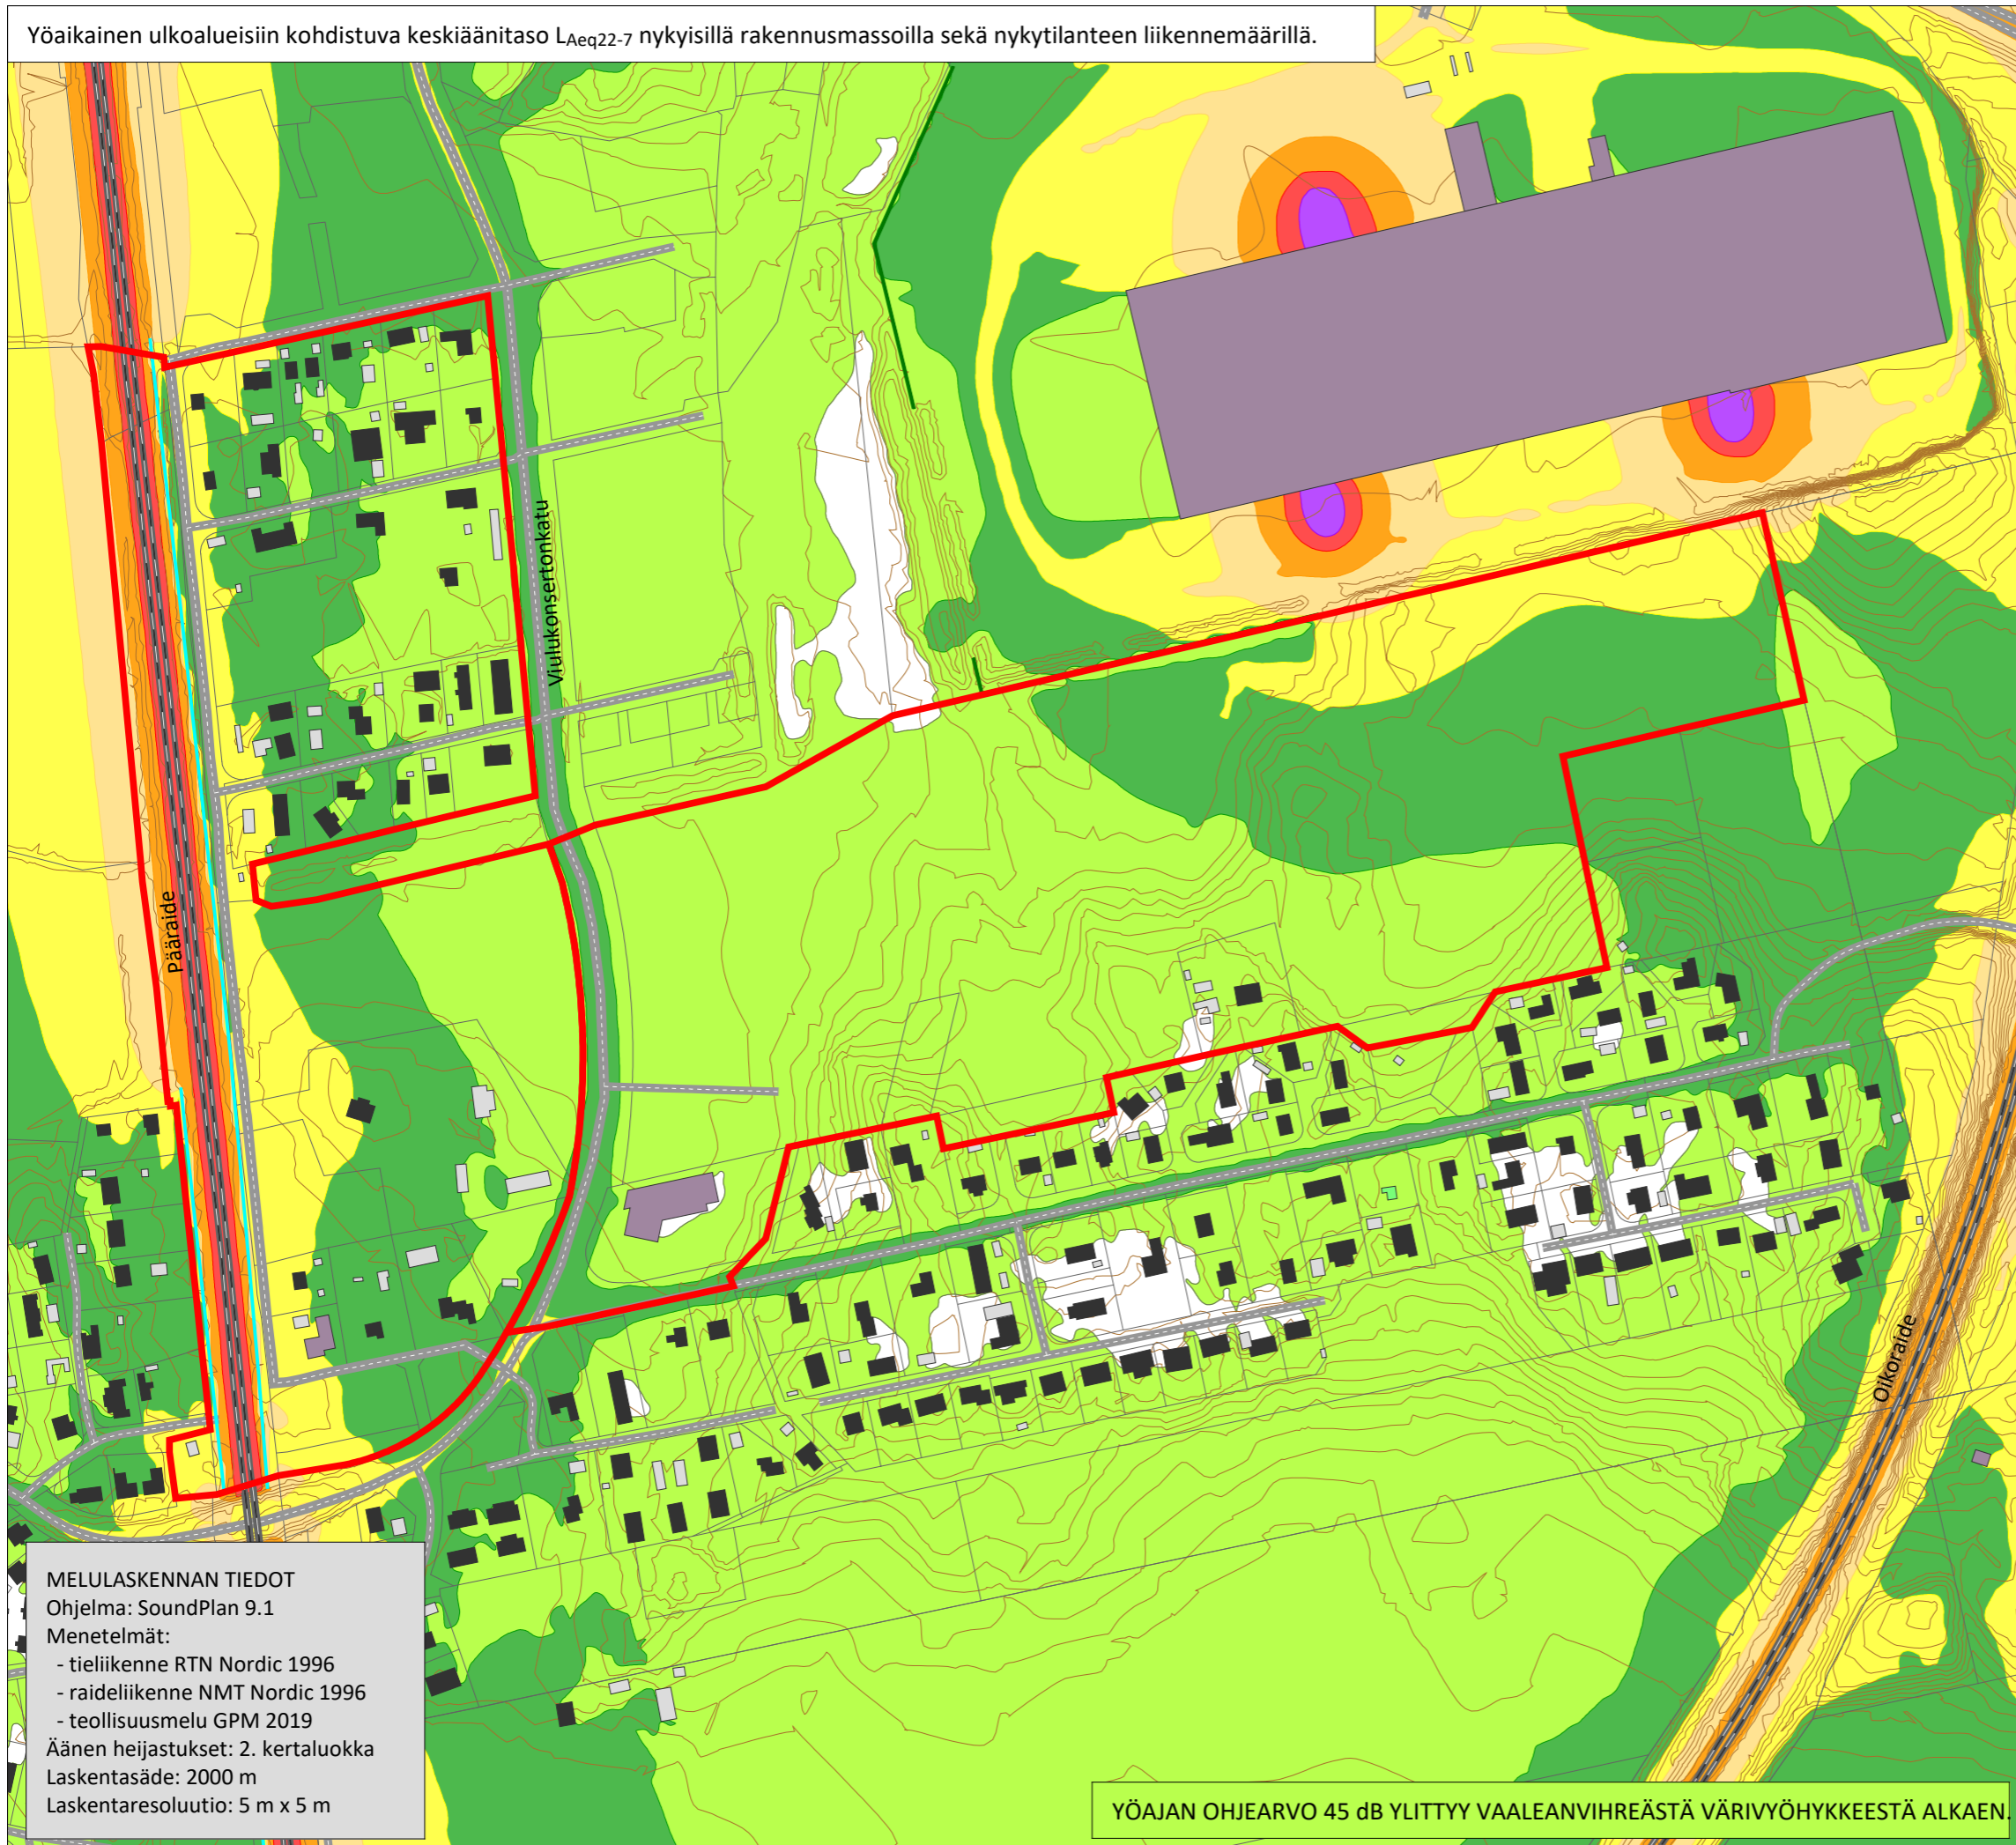 Yöaikainen ulkoalueisiin kohdistuva keskiäänitaso LAeq22-7 nykyisillä rakennusmassoilla sekä nykytilanteen liikennemäärillä.
Viulukonsertonkatu
Pääraide
Oikoraide
MELULASKENNAN TIEDOT
Ohjelma: SoundPlan 9.1
Menetelmät:
- tieliikenne RTN Nordic 1996
- raideliikenne NMT Nordic 1996
- teollisuusmelu GPM 2019
Äänen heijastukset: 2. kertaluokka
Laskentasäde: 2000 m
Laskentaresoluutio: 5 m x 5 m
YÖAJAN OHJEARVO 45 dB YLITTYY VAALEANVIHREÄSTÄ VÄRIVYÖHYKKEESTÄ ALKAEN.